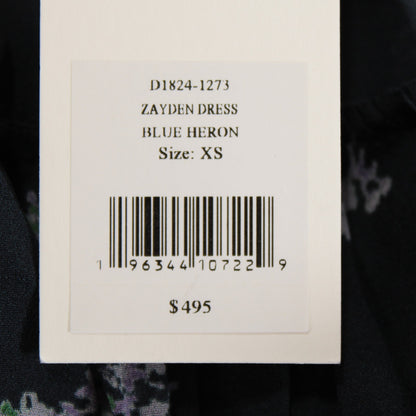 D1824-1273
ZAYDEN DRESS
BLUE HERON
Size: XS
1 96344 10722 9
$495